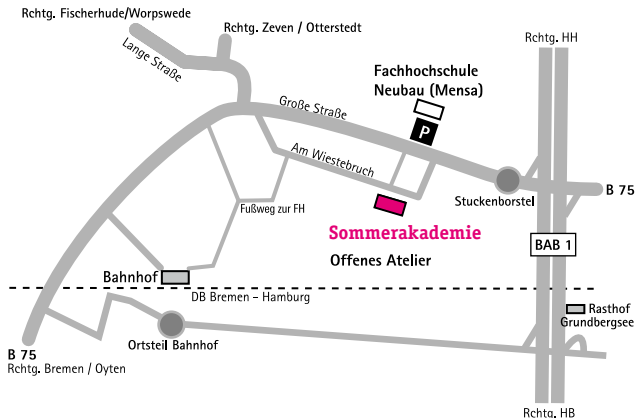 Rchtg. Fischerhude/Worpswede
Rchtg. Zeven / Otterstedt
Lange Straße
Rchtg. HH
Fachhochschule
Neubau (Mensa)
Große Straße
P
Am Wiestebruch
B 75
Stuckenborstel
Fußweg zur FH
Sommerakademie
Offenes Atelier
BAB 1
Bahnhof
DB Bremen - Hamburg
Rasthof
Grundbergsee
Ortsteil Bahnhof
B 75
Rchtg. Bremen / Oyten
Rchtg. HB